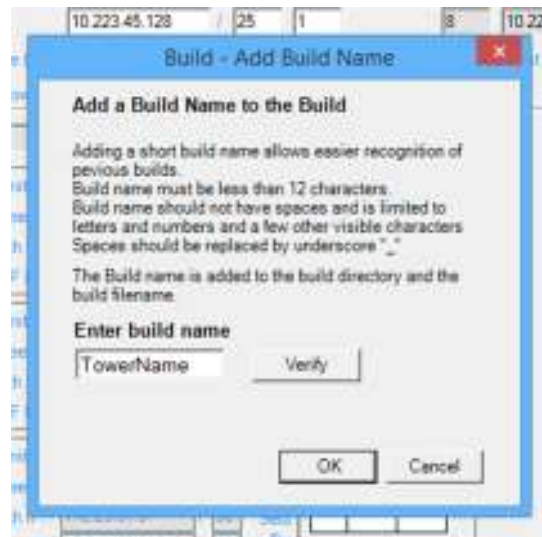 10.223.45.128 / 25 1 8 10.22
Build - Add Build Name
Add a Build Name to the Build
Adding a short build name allows easier recognition of
pevious builds.
Build name must be less than 12 characters.
Build name should not have spaces and is limited to
letters and numbers and a few other visible characters
Spaces should be replaced by underscore "_"
The Build name is added to the build directory and the
build filename.
Enter build name
TowerName Verify
OK Cancel